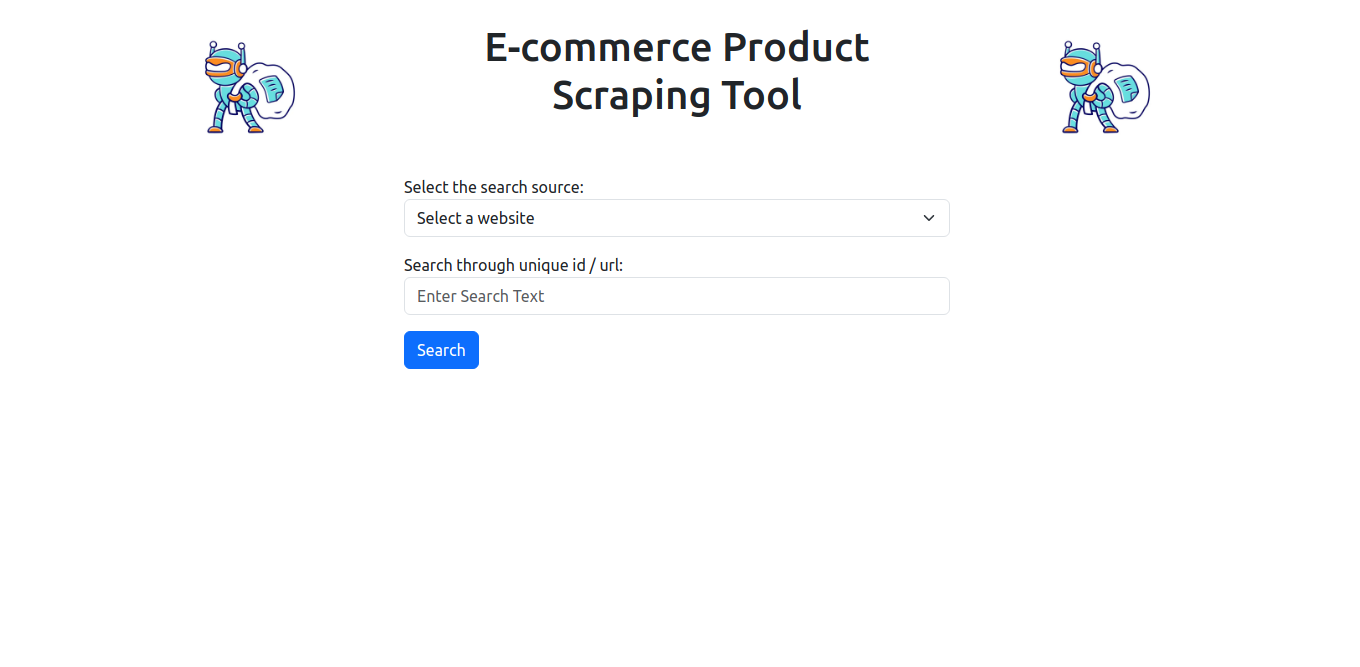 E-commerce Product
Scraping Tool
Select the search source:
Select a website
Search through unique id / url:
Enter Search Text
Search